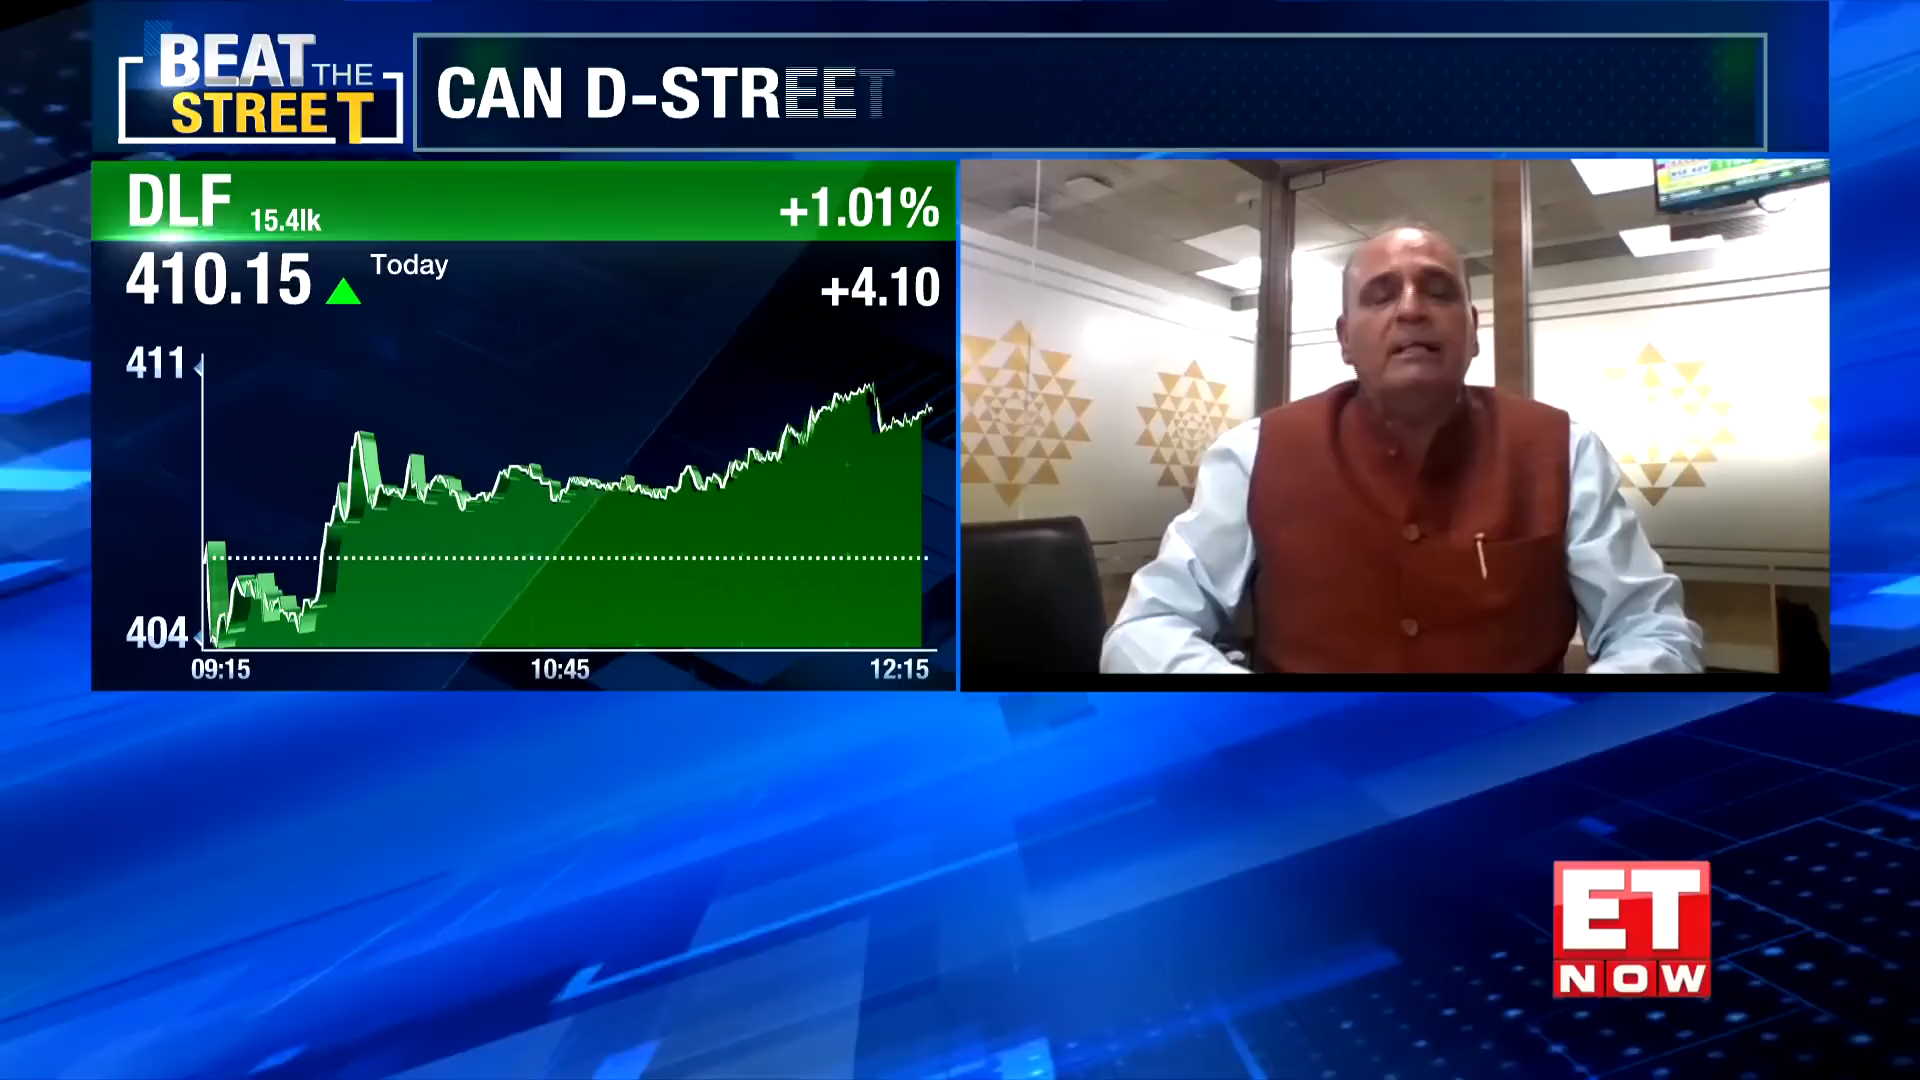 BEAT THE
STREET
CAN D-STREET
DLF 15.4lk +1.01%
410.15 Today +4.10
411
404
09:15 10:45 12:15
ET
NOW